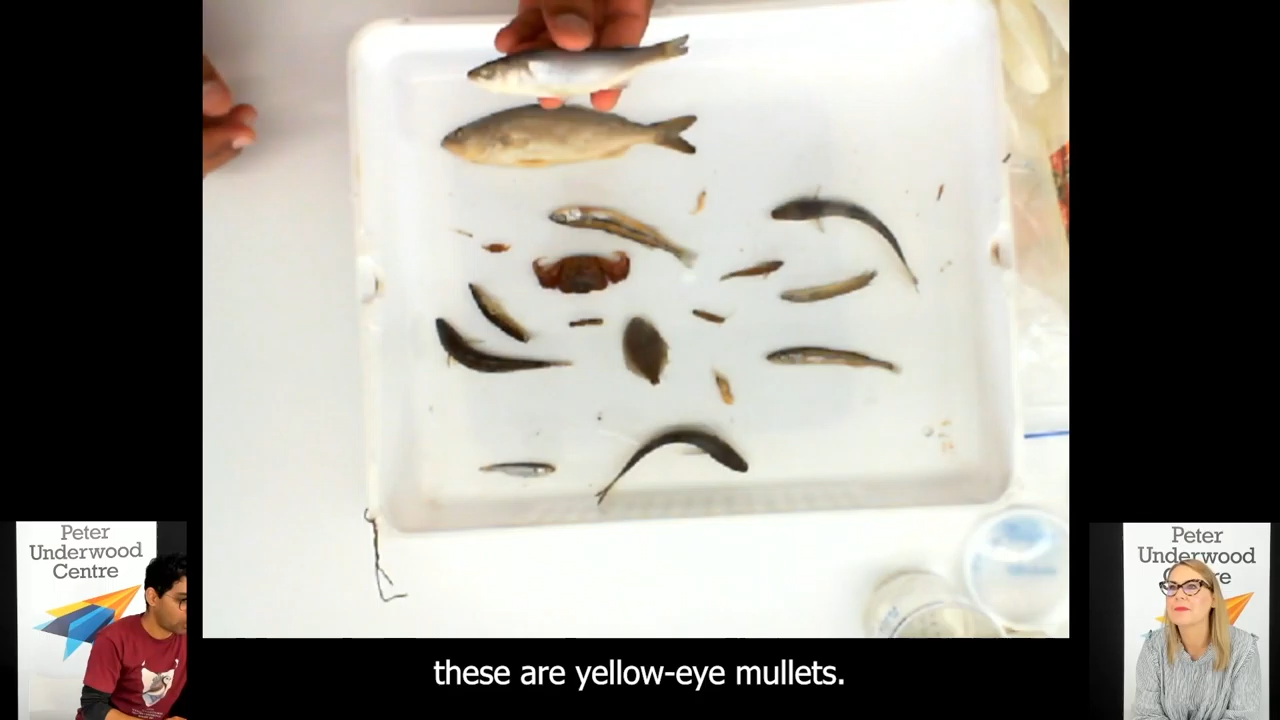 Peter
Underwood
Centre
Peter
Underwood
Centre
these are yellow-eye mullets.